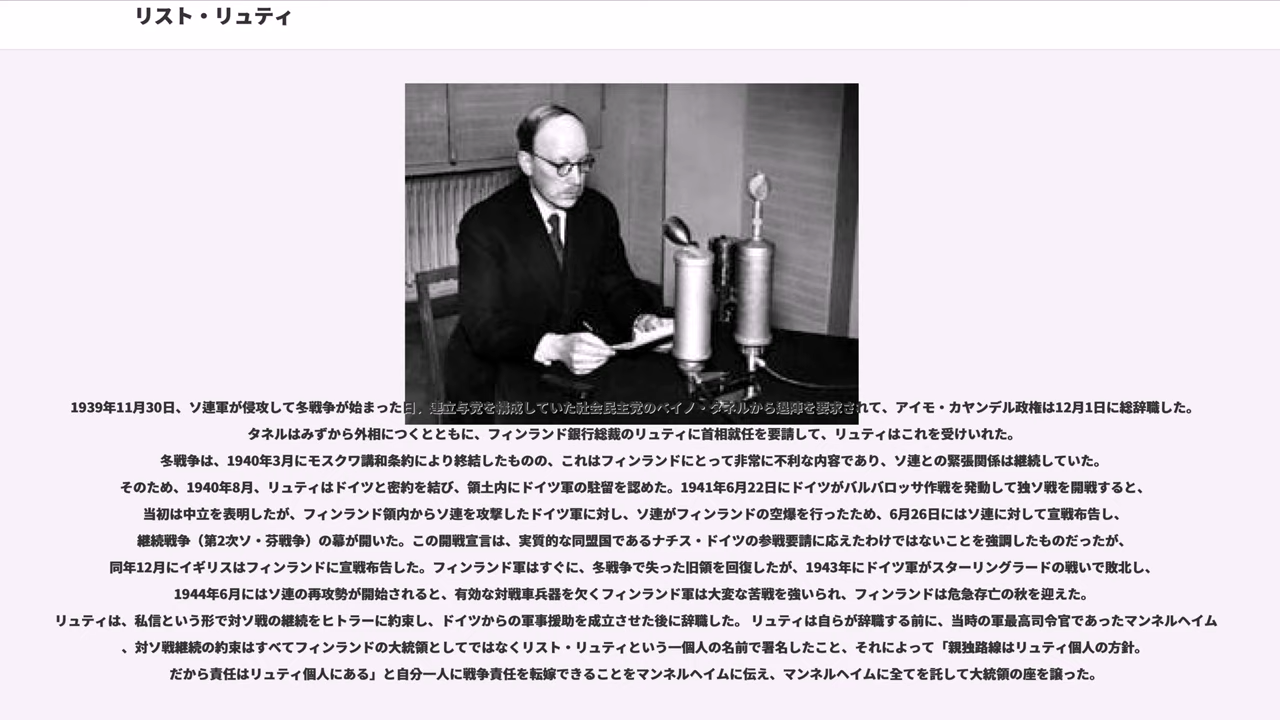 リスト・リュティ
1939年11月30日、ソ連軍が侵攻して冬戦争が始まった日、連立与党を構成していた社会民主党のベイノ・タネルから退陣を要求されて、アイモ・カヤンデル政権は12月1日に総辞職した。
タネルはみずから外相につくとともに、フィンランド銀行総裁のリュティに首相就任を要請して、リュティはこれを受けいれた。
冬戦争は、1940年3月にモスクワ講和条約により終結したものの、これはフィンランドにとって非常に不利な内容であり、ソ連との緊張関係は継続していた。
そのため、1940年8月、リュティはドイツと密約を結び、領土内にドイツ軍の駐留を認めた。1941年6月22日にドイツがバルバロッサ作戦を発動して独ソ戦を開戦すると、
当初は中立を表明したが、フィンランド領内からソ連を攻撃したドイツ軍に対し、ソ連がフィンランドの空爆を行ったため、6月26日にはソ連に対して宣戦布告し、
継続戦争（第2次ソ・芬戦争）の幕が開いた。この開戦宣言は、実質的な同盟国であるナチス・ドイツの参戦要請に応えたわけではないことを強調したものだったが、
同年12月にイギリスはフィンランドに宣戦布告した。フィンランド軍はすぐに、冬戦争で失った旧領を回復したが、1943年にドイツ軍がスターリングラードの戦いで敗北し、
1944年6月にはソ連の再攻勢が開始されると、有効な対戦車兵器を欠くフィンランド軍は大変な苦戦を強いられ、フィンランドは危急存亡の秋を迎えた。
リュティは、私信という形で対ソ戦の継続をヒトラーに約束し、ドイツからの軍事援助を成立させた後に辞職した。 リュティは自らが辞職する前に、当時の軍最高司令官であったマンネルヘイム
、対ソ戦継続の約束はすべてフィンランドの大統領としてではなくリスト・リュティという一個人の名前で署名したこと、それによって「親独路線はリュティ個人の方針。
だから責任はリュティ個人にある」と自分一人に戦争責任を転嫁できることをマンネルヘイムに伝え、マンネルヘイムに全てを託して大統領の座を譲った。